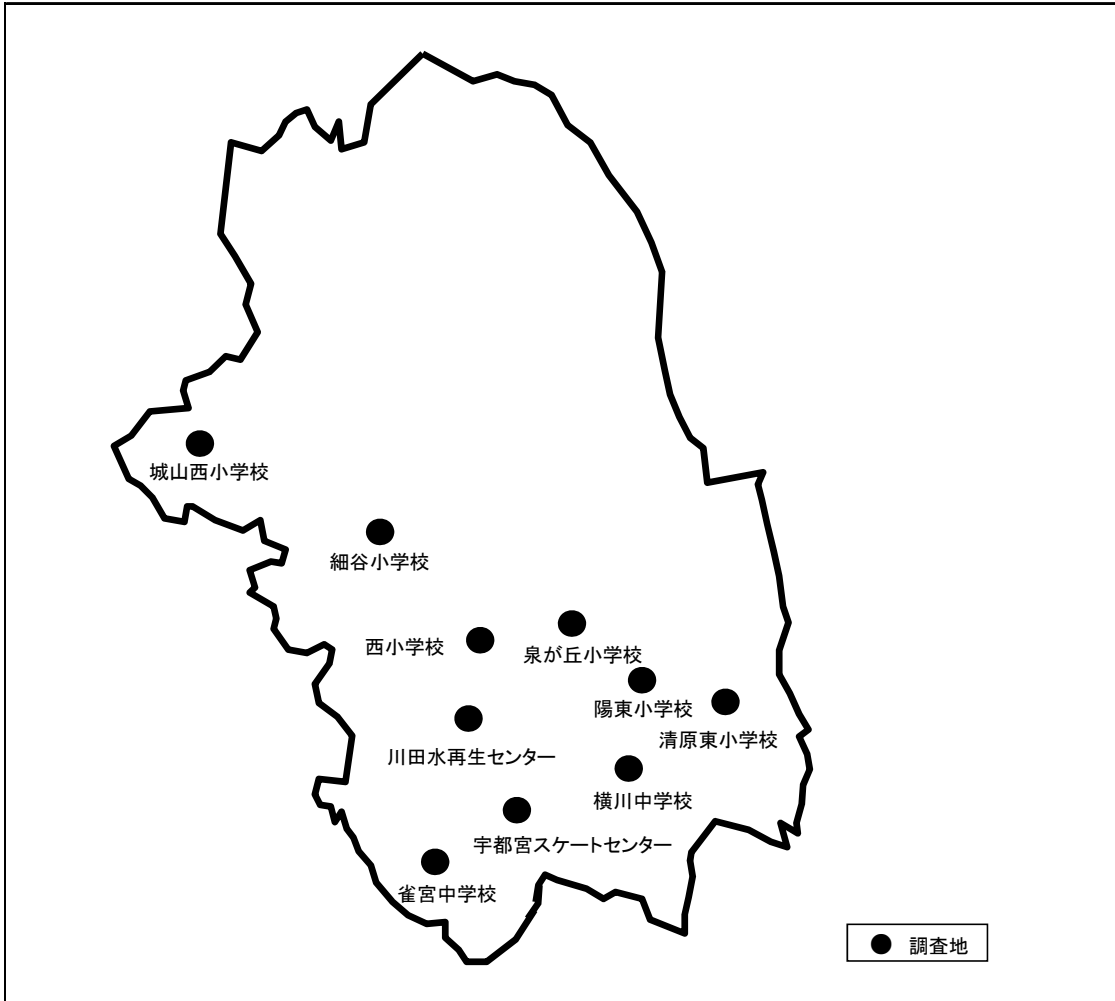 城山西小学校
細谷小学校
西小学校
泉が丘小学校
陽東小学校
清原東小学校
川田水再生センター
横川中学校
宇都宮スケートセンター
雀宮中学校
調査地